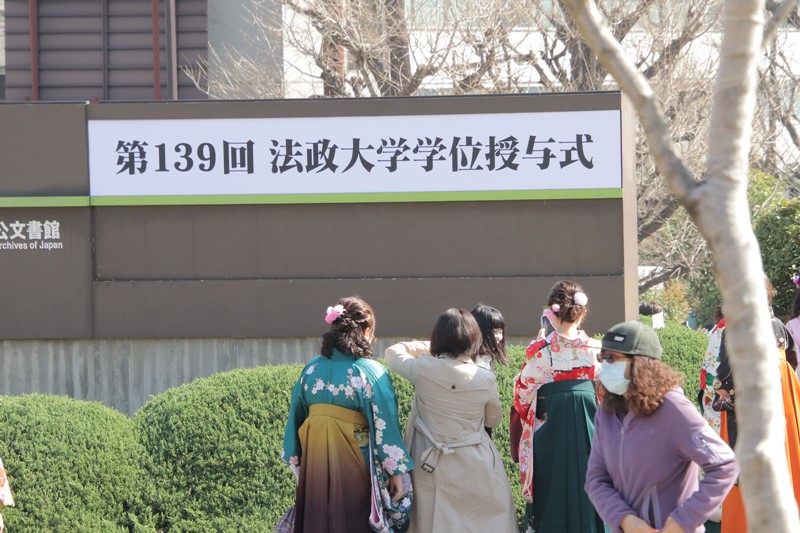 第139回 法政大学学位授与式
公文書館
rchives of Japan